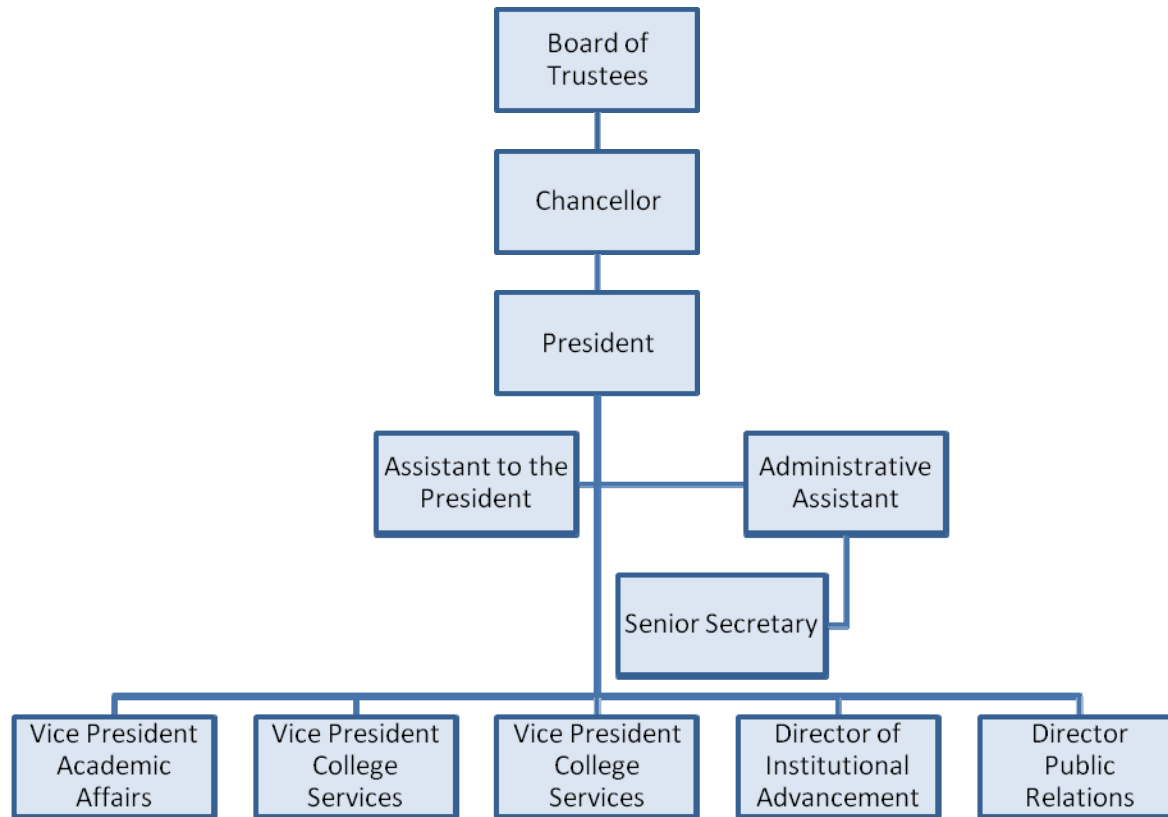 Board of
Trustees
Chancellor
President
Assistant to the
President
Administrative
Assistant
Senior Secretary
Vice President
Academic
Affairs
Vice President
College
Services
Vice President
College
Services
Director of
Institutional
Advancement
Director
Public
Relations